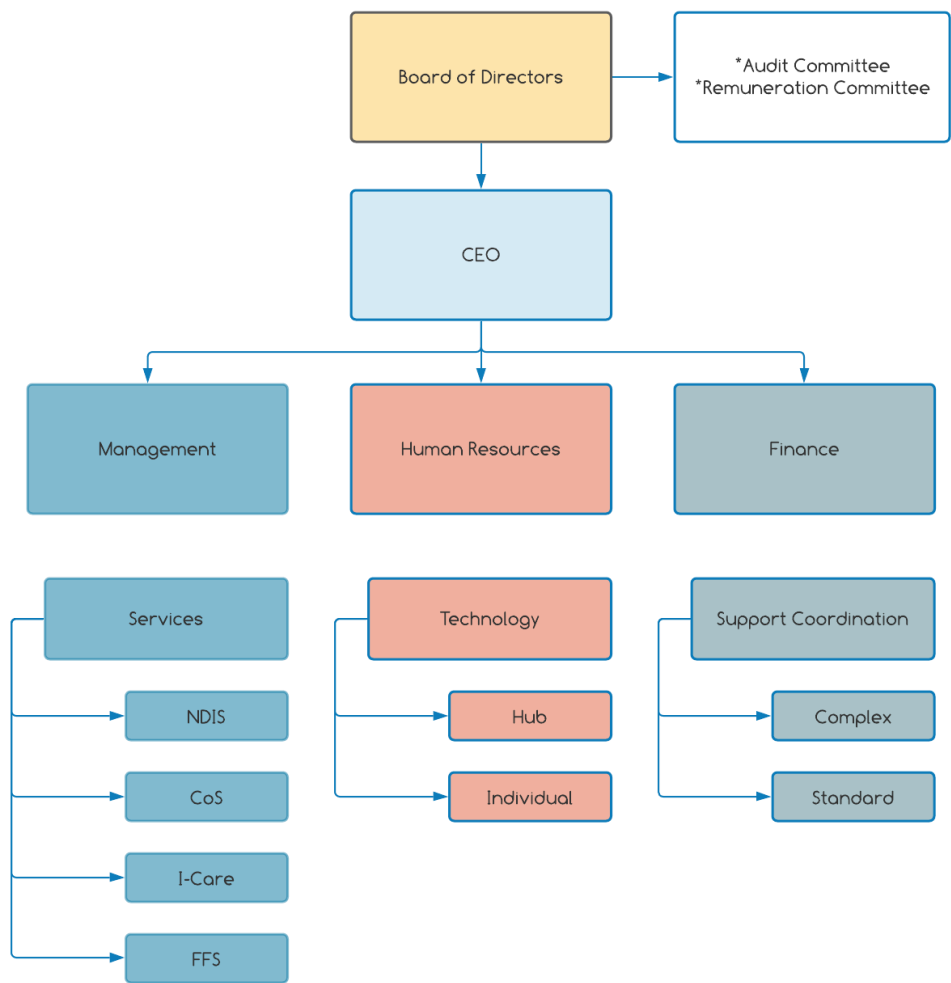 Board of Directors
*Audit Committee
*Remuneration Committee
CEO
Management
Human Resources
Finance
Services
Technology
Support Coordination
NDIS
Hub
Complex
CoS
Individual
Standard
I-Care
FFS